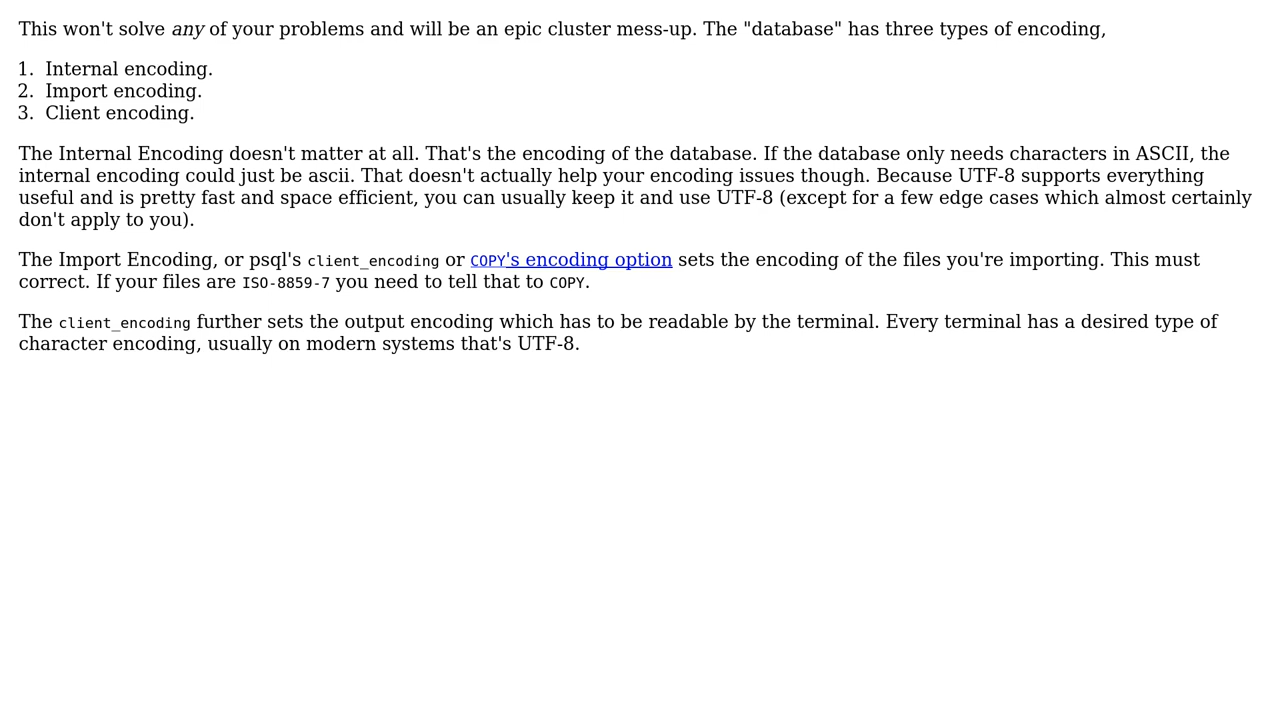 This won't solve any of your problems and will be an epic cluster mess-up. The "database" has three types of encoding,
1. Internal encoding.
2. Import encoding.
3. Client encoding.
The Internal Encoding doesn't matter at all. That's the encoding of the database. If the database only needs characters in ASCII, the
internal encoding could just be ascii. That doesn't actually help your encoding issues though. Because UTF-8 supports everything
useful and is pretty fast and space efficient, you can usually keep it and use UTF-8 (except for a few edge cases which almost certainly
don't apply to you).
The Import Encoding, or psql's client_encoding or COPY's encoding option sets the encoding of the files you're importing. This must
correct. If your files are ISO-8859-7 you need to tell that to COPY.
The client_encoding further sets the output encoding which has to be readable by the terminal. Every terminal has a desired type of
character encoding, usually on modern systems that's UTF-8.